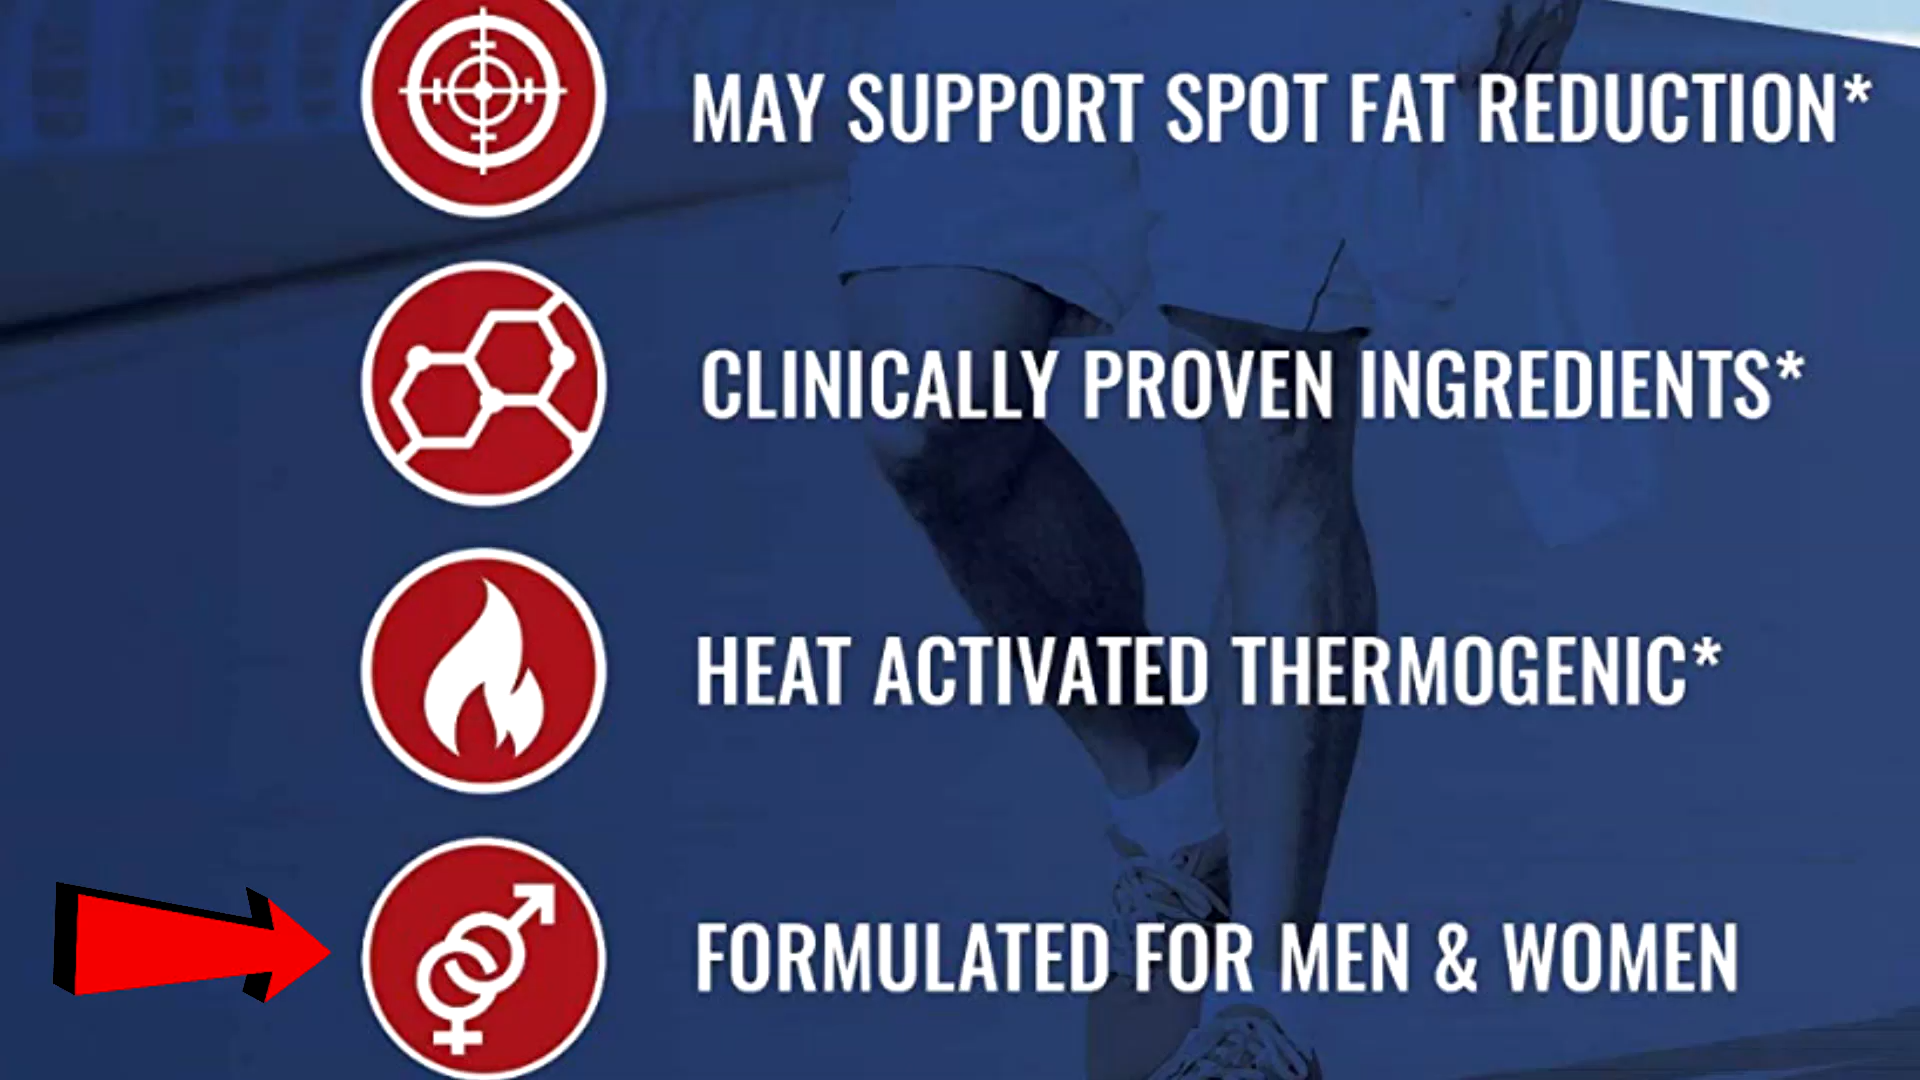 MAY SUPPORT SPOT FAT REDUCTION*
CLINICALLY PROVEN INGREDIENTS*
HEAT ACTIVATED THERMOGENIC*
FORMULATED FOR MEN & WOMEN